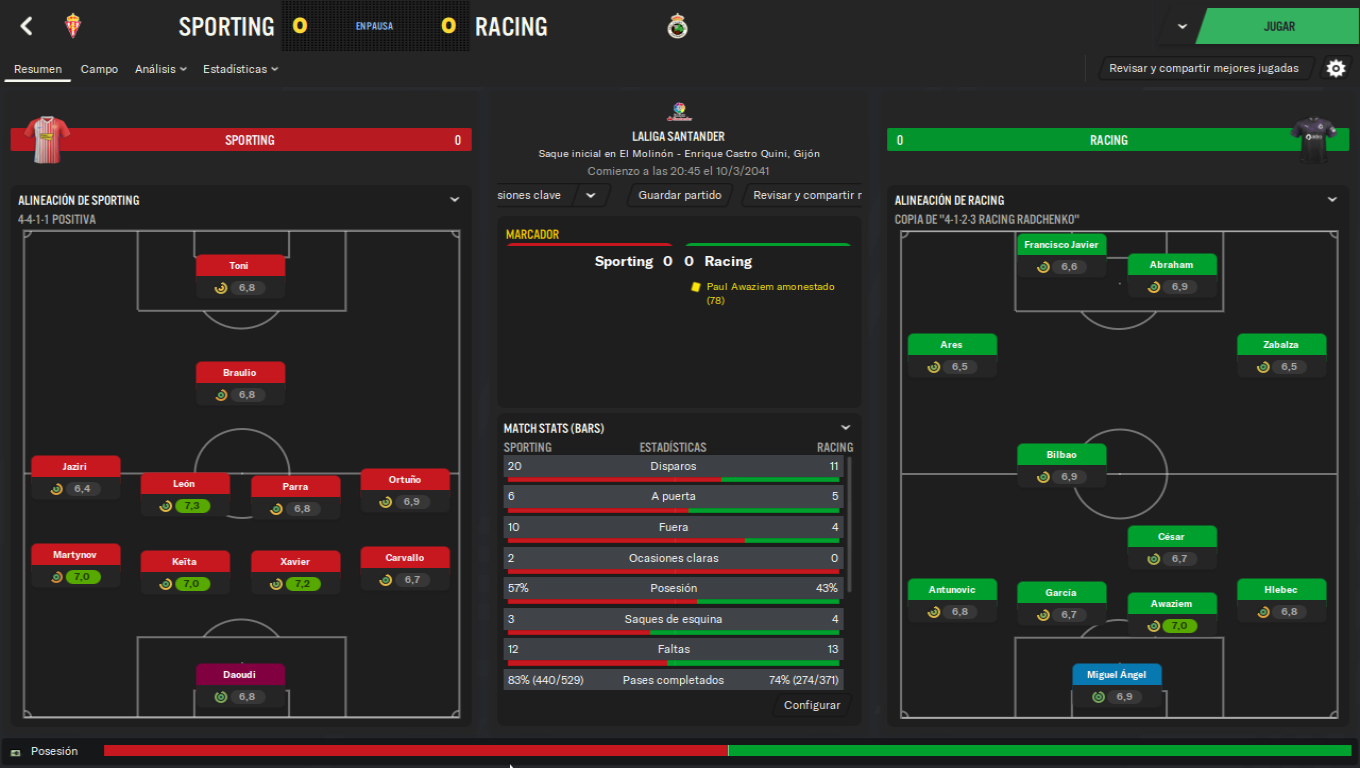 SPORTING 0 EN PAUSA 0 RACING
JUGAR
Resumen Campo Análisis Estadísticas
Revisar y compartir mejores jugadas
SPORTING 0
LALIGA SANTANDER
Saque inicial en El Molinón - Enrique Castro Quini, Gijón
Comienzo a las 20:45 el 10/3/2041
siones clave Guardar partido Revisar y compartir r
0 RACING
ALINEACIÓN DE SPORTING
4-4-1-1 POSITIVA
Toni
6,8
Braulio
6,8
Jaziri
6,4
León
7,3
Parra
6,8
Ortuño
6,9
Martynov
7,0
Keïta
7,0
Xavier
7,2
Carvallo
6,7
Daoudi
6,8
MARCADOR
Sporting 0 0 Racing
Paul Awaziem amonestado
(78)
MATCH STATS (BARS)
SPORTING ESTADÍSTICAS RACING
20 Disparos 11
6 A puerta 5
10 Fuera 4
2 Ocasiones claras 0
57% Posesión 43%
3 Saques de esquina 4
12 Faltas 13
83% (440/529) Pases completados 74% (274/371)
Configurar
ALINEACIÓN DE RACING
COPIA DE "4-1-2-3 RACING RADCHENKO"
Francisco Javier
6,6
Abraham
6,9
Ares
6,5
Zabalza
6,5
Bilbao
6,9
César
6,7
Antunovic
6,8
García
6,7
Awaziem
7,0
Hlebec
6,8
Miguel Ángel
6,9
Posesión